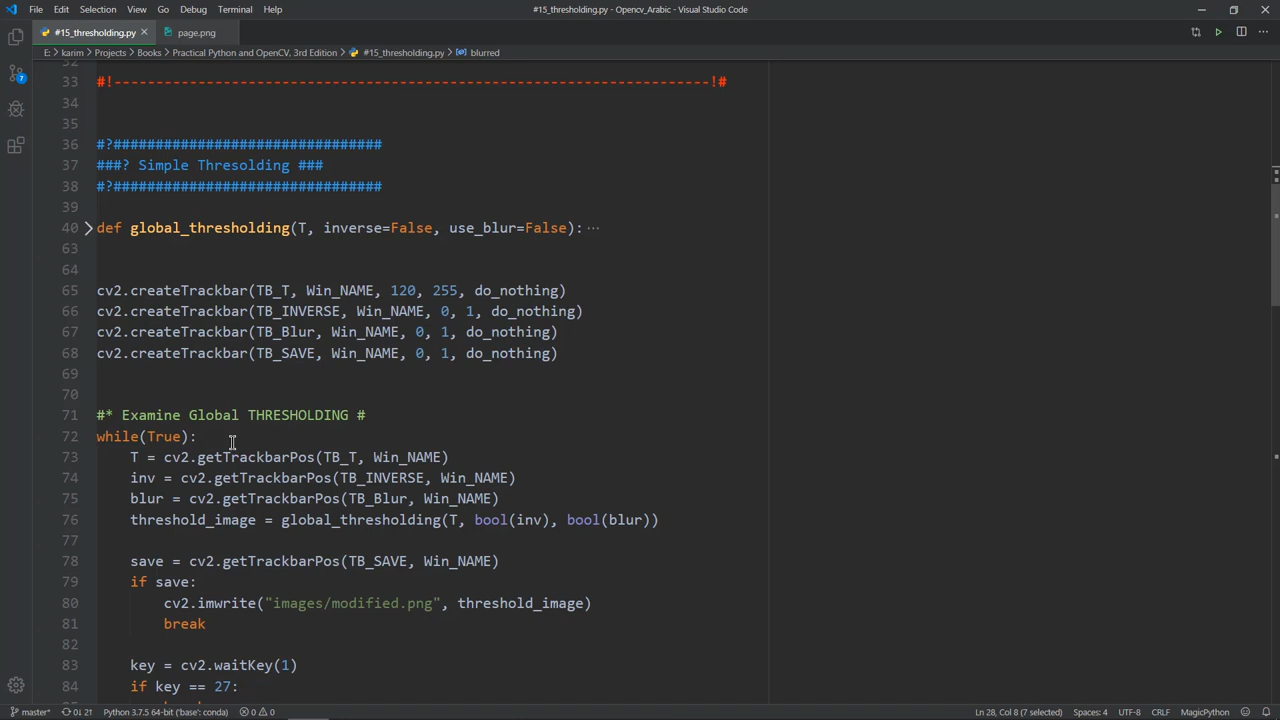 File Edit Selection View Go Debug Terminal Help
#15_thresholding.py - Opencv_Arabic - Visual Studio Code
#15_thresholding.py
page.png
E: > karim > Projects > Books > Practical Python and OpenCV, 3rd Edition > #15_thresholding.py > blurred
7
32
33 #!-----------------------------------------------------------------------!#
34
35
36 #?################################
37 ###? Simple Thresolding ###
38 #?################################
39
40 def global_thresholding(T, inverse=False, use_blur=False):···
63
64
65 cv2.createTrackbar(TB_T, Win_NAME, 120, 255, do_nothing)
66 cv2.createTrackbar(TB_INVERSE, Win_NAME, 0, 1, do_nothing)
67 cv2.createTrackbar(TB_Blur, Win_NAME, 0, 1, do_nothing)
68 cv2.createTrackbar(TB_SAVE, Win_NAME, 0, 1, do_nothing)
69
70
71 #* Examine Global THRESHOLDING #
72 while(True):
73 T = cv2.getTrackbarPos(TB_T, Win_NAME)
74 inv = cv2.getTrackbarPos(TB_INVERSE, Win_NAME)
75 blur = cv2.getTrackbarPos(TB_Blur, Win_NAME)
76 threshold_image = global_thresholding(T, bool(inv), bool(blur))
77
78 save = cv2.getTrackbarPos(TB_SAVE, Win_NAME)
79 if save:
80 cv2.imwrite("images/modified.png", threshold_image)
81 break
82
83 key = cv2.waitKey(1)
84 if key == 27:
master* 0↓ 2↑ Python 3.7.5 64-bit ('base': conda) 0 0
Ln 28, Col 8 (7 selected) Spaces: 4 UTF-8 CRLF MagicPython